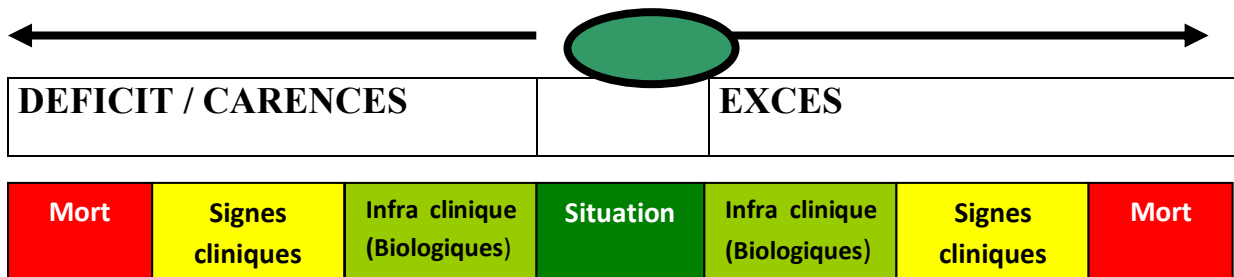 DEFICIT / CARENCES
EXCES
Mort
Signes
cliniques
Infra clinique
(Biologiques)
Situation
Infra clinique
(Biologiques)
Signes
cliniques
Mort